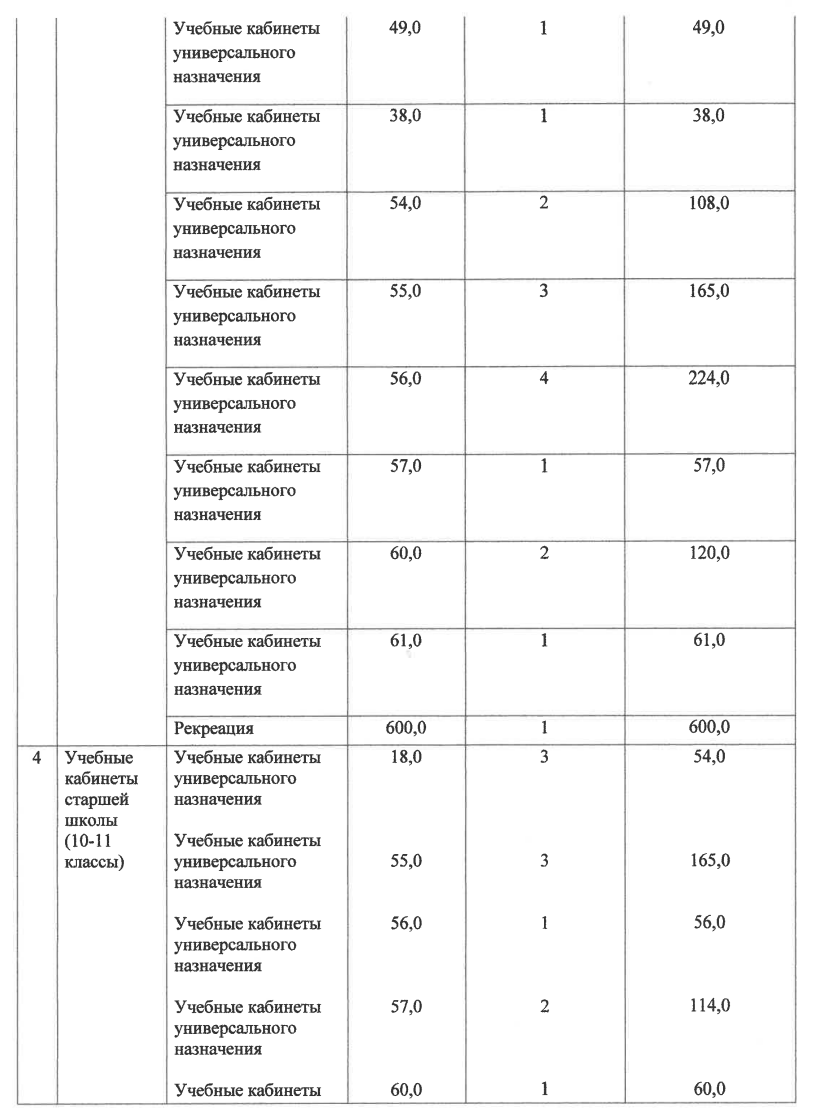 Учебные кабинеты 49,0 1 49,0
универсального
назначения
Учебные кабинеты 38,0 1 38,0
универсального
назначения
Учебные кабинеты 54,0 2 108,0
универсального
назначения
Учебные кабинеты 55,0 3 165,0
универсального
назначения
Учебные кабинеты 56,0 4 224,0
универсального
назначения
Учебные кабинеты 57,0 1 57,0
универсального
назначения
Учебные кабинеты 60,0 2 120,0
универсального
назначения
Учебные кабинеты 61,0 1 61,0
универсального
назначения
Рекреация 600,0 1 600,0
4 Учебные Учебные кабинеты 18,0 3 54,0
кабинеты универсального
старшей назначения
школы
(10-11 Учебные кабинеты
классы) универсального 55,0 3 165,0
назначения
Учебные кабинеты 56,0 1 56,0
универсального
назначения
Учебные кабинеты 57,0 2 114,0
универсального
назначения
Учебные кабинеты 60,0 1 60,0